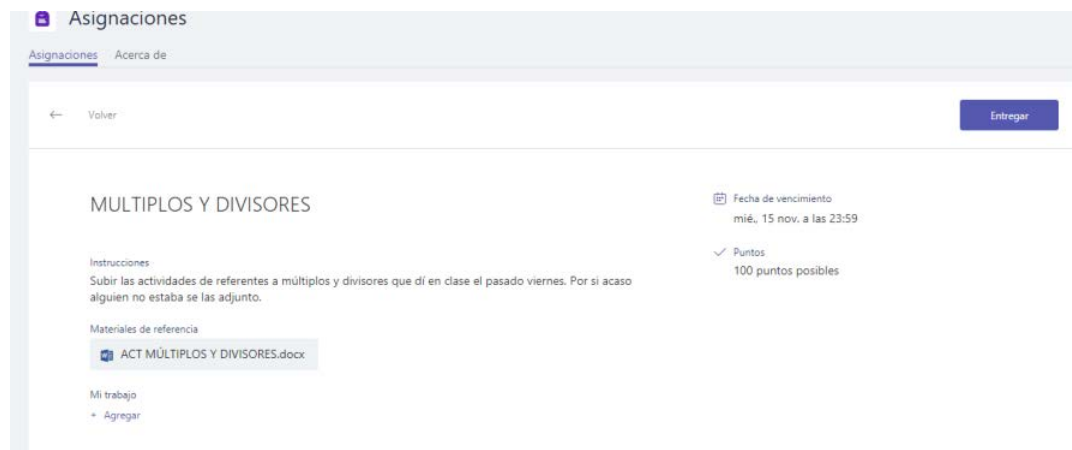 Asignaciones
Asignaciones Acerca de
← Volver
Entregar
MULTIPLOS Y DIVISORES
Instrucciones
Subir las actividades de referentes a múltiplos y divisores que dí en clase el pasado viernes. Por si acaso
alguien no estaba se las adjunto.
Materiales de referencia
ACT MÚLTIPLOS Y DIVISORES.docx
Mi trabajo
+ Agregar
Fecha de vencimiento
mié., 15 nov. a las 23:59
Puntos
100 puntos posibles